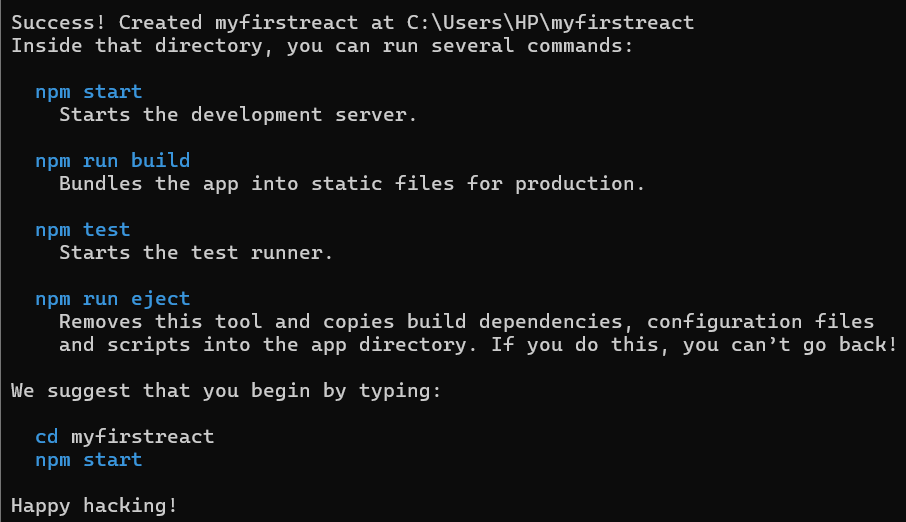 Success! Created myfirstreact at C:\Users\HP\myfirstreact
Inside that directory, you can run several commands:
npm start
Starts the development server.
npm run build
Bundles the app into static files for production.
npm test
Starts the test runner.
npm run eject
Removes this tool and copies build dependencies, configuration files
and scripts into the app directory. If you do this, you can’t go back!
We suggest that you begin by typing:
cd myfirstreact
npm start
Happy hacking!